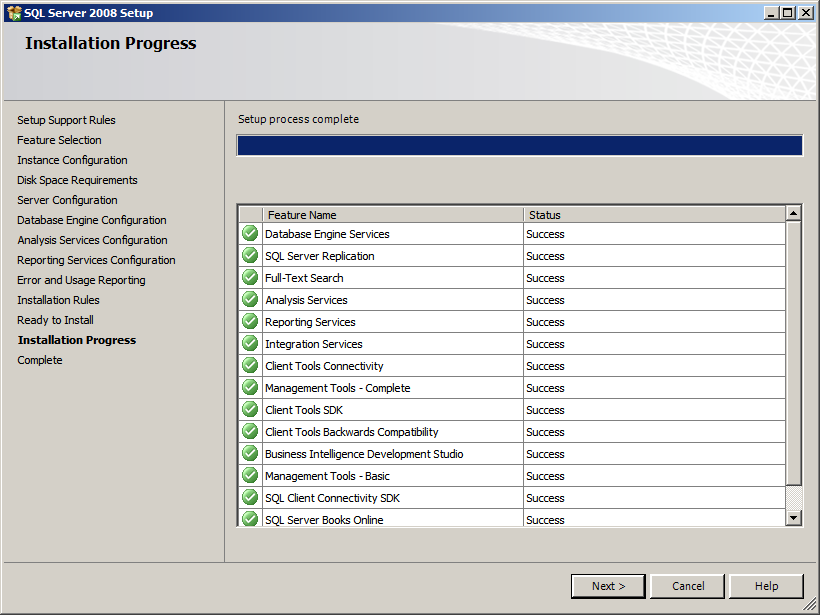 SQL Server 2008 Setup
Installation Progress
Setup Support Rules
Feature Selection
Instance Configuration
Disk Space Requirements
Server Configuration
Database Engine Configuration
Analysis Services Configuration
Reporting Services Configuration
Error and Usage Reporting
Installation Rules
Ready to Install
Installation Progress
Complete
Setup process complete
Feature Name Status
Database Engine Services Success
SQL Server Replication Success
Full-Text Search Success
Analysis Services Success
Reporting Services Success
Integration Services Success
Client Tools Connectivity Success
Management Tools - Complete Success
Client Tools SDK Success
Client Tools Backwards Compatibility Success
Business Intelligence Development Studio Success
Management Tools - Basic Success
SQL Client Connectivity SDK Success
SQL Server Books Online Success
Next > Cancel Help